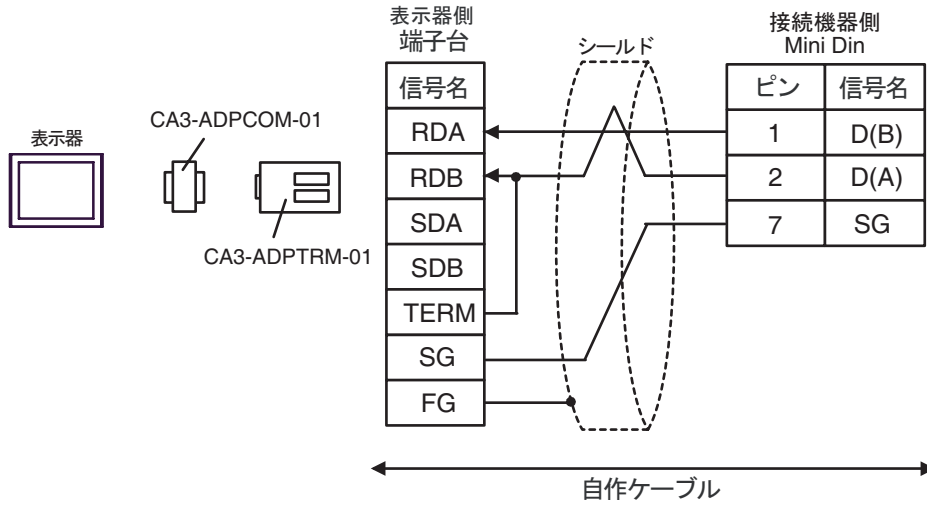 表示器
CA3-ADPCOM-01
CA3-ADPTRM-01
表示器側
端子台
信号名
RDA
RDB
SDA
SDB
TERM
SG
FG
シールド
接続機器側
Mini Din
ピン 信号名
1 D(B)
2 D(A)
7 SG
自作ケーブル